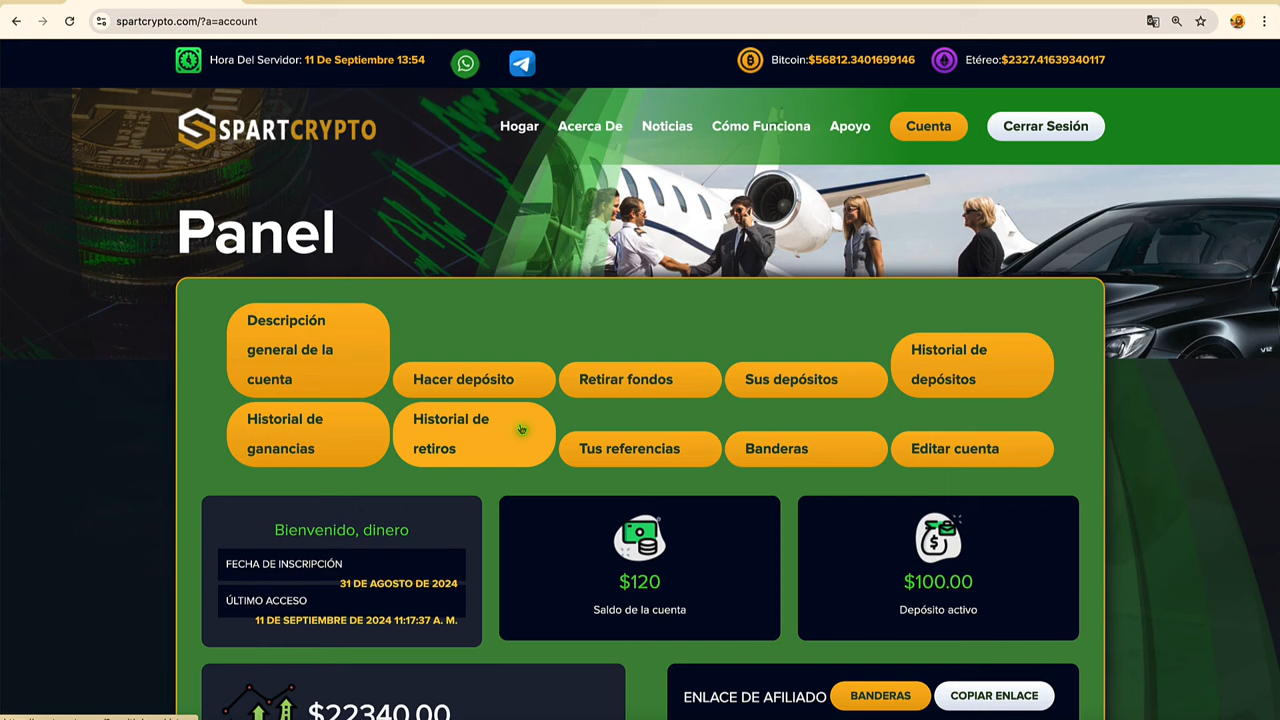 spartcrypto.com/?a=account
Hora Del Servidor: 11 De Septiembre 13:54
Bitcoin:$56812.3401699146
Etéreo:$2327.41639340117
SPARTCRYPTO
Hogar
Acerca De
Noticias
Cómo Funciona
Apoyo
Cuenta
Cerrar Sesión
Panel
Descripción
general de la
cuenta
Hacer depósito
Retirar fondos
Sus depósitos
Historial de
depósitos
Historial de
ganancias
Historial de
retiros
Tus referencias
Banderas
Editar cuenta
Bienvenido, dinero
FECHA DE INSCRIPCIÓN
31 DE AGOSTO DE 2024
ÚLTIMO ACCESO
11 DE SEPTIEMBRE DE 2024 11:17:37 A. M.
$120
Saldo de la cuenta
$100.00
Depósito activo
$22340.00
ENLACE DE AFILIADO
BANDERAS
COPIAR ENLACE